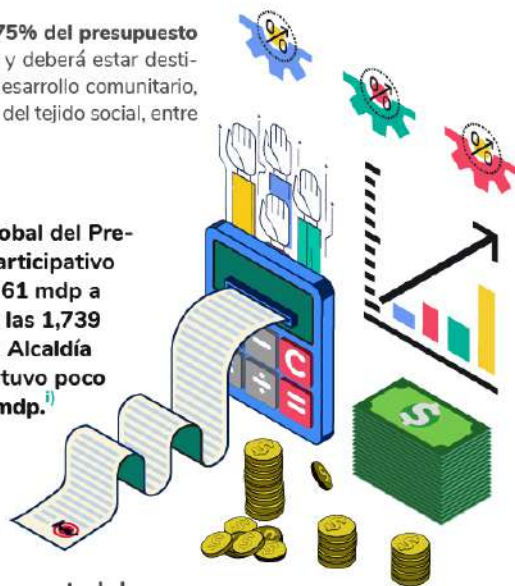 75% del presupuesto
y deberá estar desti-
esarrollo comunitario,
del tejido social, entre
obal del Pre-
articipativo
61 mdp a
las 1,739
Alcaldía
tuvo poco
mdp.i)
%
%
%
− C
÷ =
$